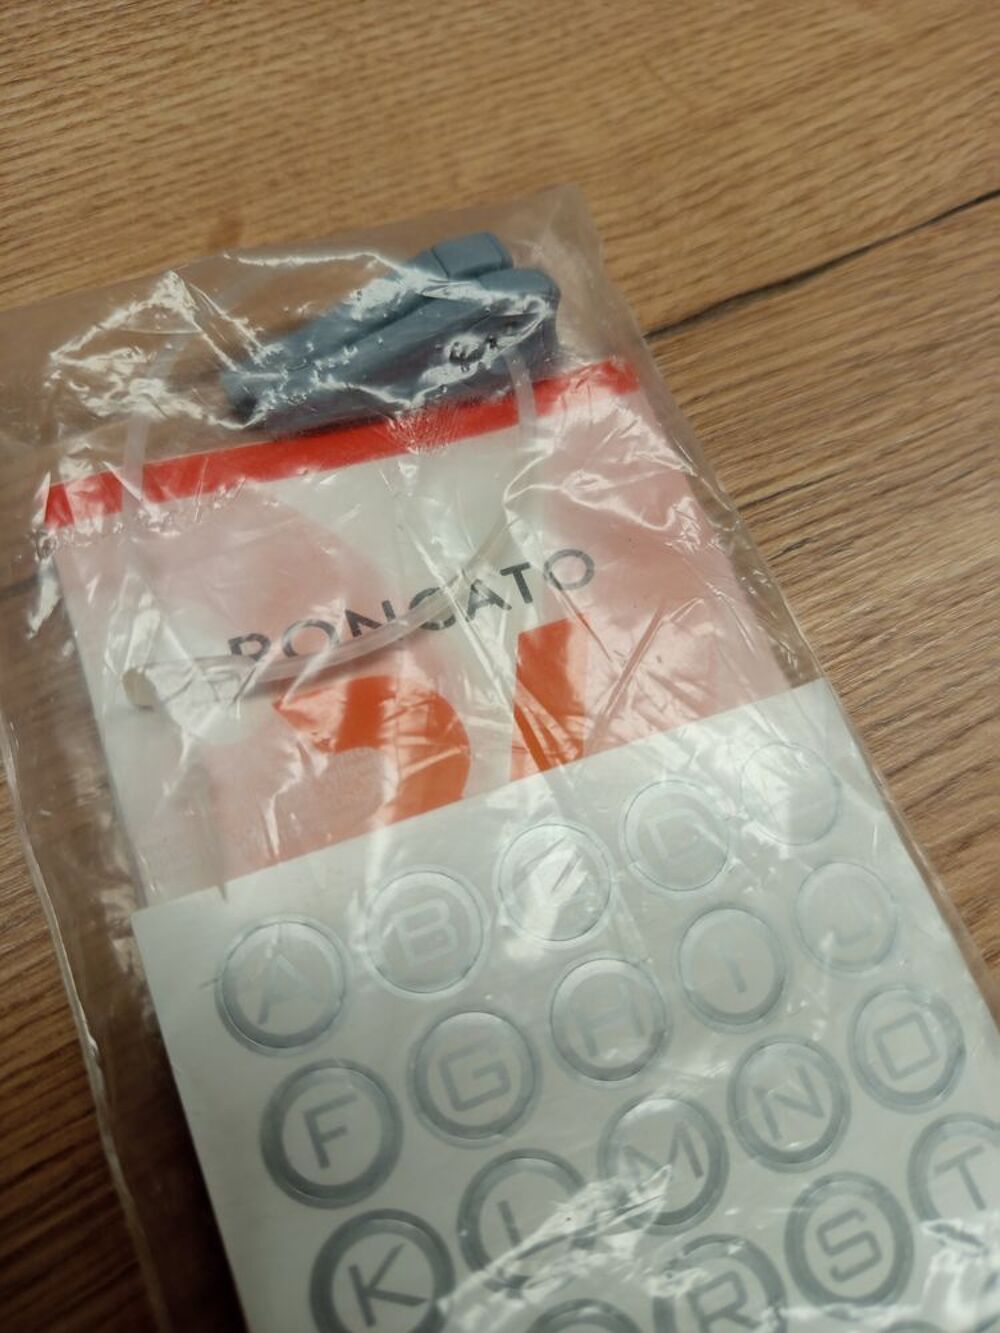 RONCATO
A B C D E
F G H I J
K L M N O
R S T